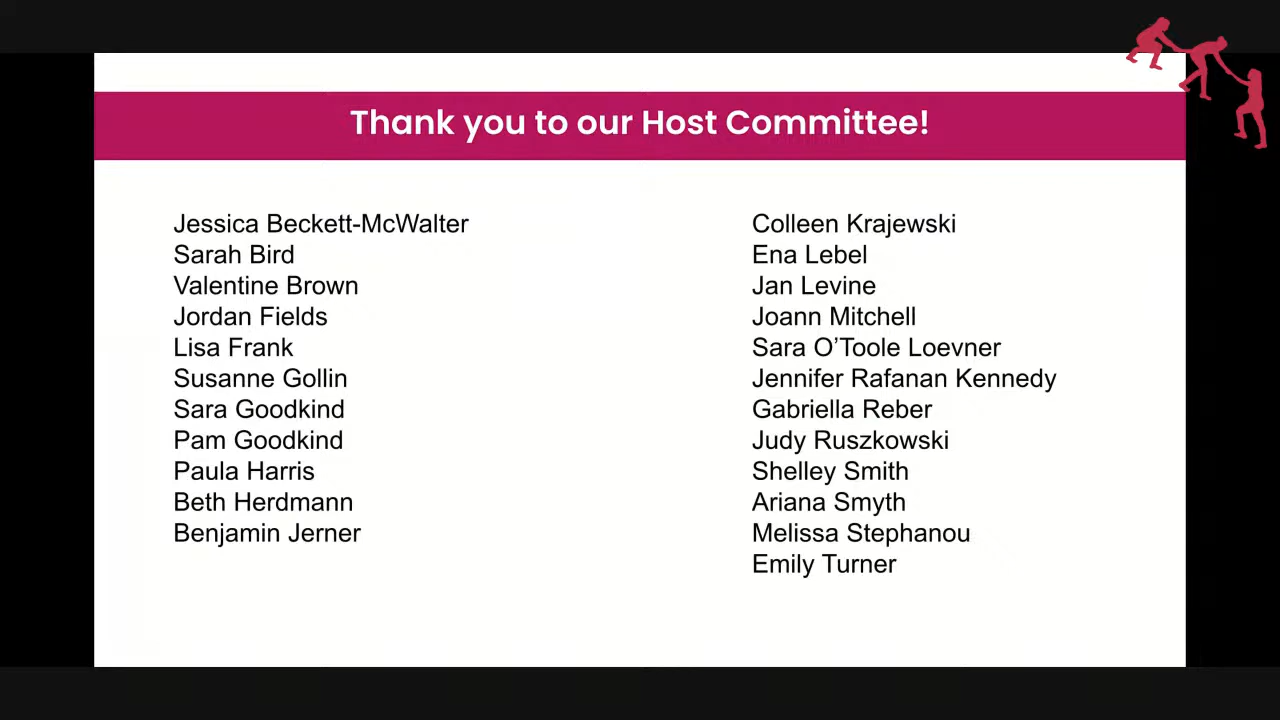 Thank you to our Host Committee!
Jessica Beckett-McWalter
Sarah Bird
Valentine Brown
Jordan Fields
Lisa Frank
Susanne Gollin
Sara Goodkind
Pam Goodkind
Paula Harris
Beth Herdmann
Benjamin Jerner
Colleen Krajewski
Ena Lebel
Jan Levine
Joann Mitchell
Sara O’Toole Loevner
Jennifer Rafanan Kennedy
Gabriella Reber
Judy Ruszkowski
Shelley Smith
Ariana Smyth
Melissa Stephanou
Emily Turner